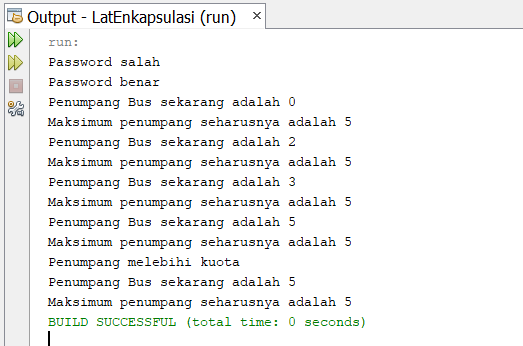 Output - LatEnkapsulasi (run) ×
run:
Password salah
Password benar
Penumpang Bus sekarang adalah 0
Maksimum penumpang seharusnya adalah 5
Penumpang Bus sekarang adalah 2
Maksimum penumpang seharusnya adalah 5
Penumpang Bus sekarang adalah 3
Maksimum penumpang seharusnya adalah 5
Penumpang Bus sekarang adalah 5
Maksimum penumpang seharusnya adalah 5
Penumpang melebihi kuota
Penumpang Bus sekarang adalah 5
Maksimum penumpang seharusnya adalah 5
BUILD SUCCESSFUL (total time: 0 seconds)